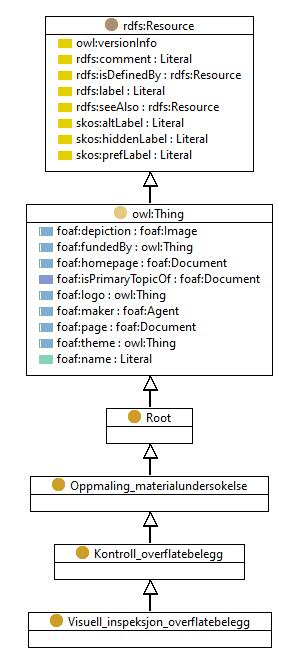 rdfs:Resource
owl:versionInfo
rdfs:comment : Literal
rdfs:isDefinedBy : rdfs:Resource
rdfs:label : Literal
rdfs:seeAlso : rdfs:Resource
skos:altLabel : Literal
skos:hiddenLabel : Literal
skos:prefLabel : Literal
owl:Thing
foaf:depiction : foaf:Image
foaf:fundedBy : owl:Thing
foaf:homepage : foaf:Document
foaf:isPrimaryTopicOf : foaf:Document
foaf:logo : owl:Thing
foaf:maker : foaf:Agent
foaf:page : foaf:Document
foaf:theme : owl:Thing
foaf:name : Literal
Root
Oppmaling_materialundersokelse
Kontroll_overflatebelegg
Visuell_inspeksjon_overflatebelegg